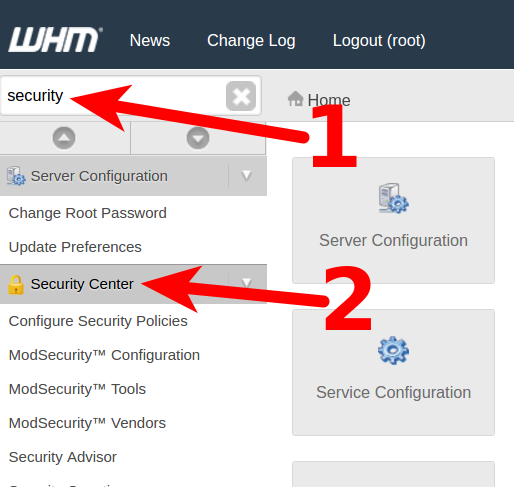 WHM News Change Log Logout (root)
security
Home
1
Server Configuration
Change Root Password
Update Preferences
Server Configuration
Security Center
2
Configure Security Policies
ModSecurity™ Configuration
ModSecurity™ Tools
ModSecurity™ Vendors
Security Advisor
Service Configuration